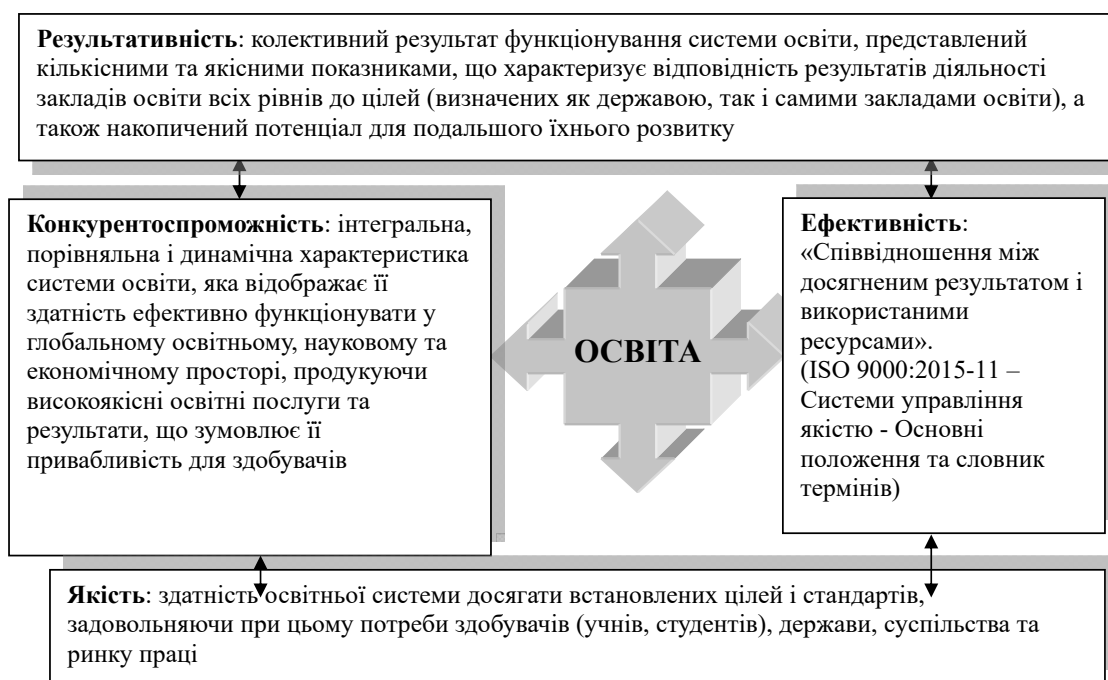 Результативність: колективний результат функціонування системи освіти, представлений
кількісними та якісними показниками, що характеризує відповідність результатів діяльності
закладів освіти всіх рівнів до цілей (визначених як державою, так і самими закладами освіти), а
також накопичений потенціал для подальшого їхнього розвитку
Конкурентоспроможність: інтегральна,
порівняльна і динамічна характеристика
системи освіти, яка відображає її
здатність ефективно функціонувати у
глобальному освітньому, науковому та
економічному просторі, продукуючи
високоякісні освітні послуги та
результати, що зумовлює її
привабливість для здобувачів
ОСВІТА
Ефективність:
«Співвідношення між
досягненим результатом і
використаними
ресурсами».
(ISO 9000:2015-11 –
Системи управління
якістю - Основні
положення та словник
термінів)
Якість: здатність освітньої системи досягати встановлених цілей і стандартів,
задовольняючи при цьому потреби здобувачів (учнів, студентів), держави, суспільства та
ринку праці